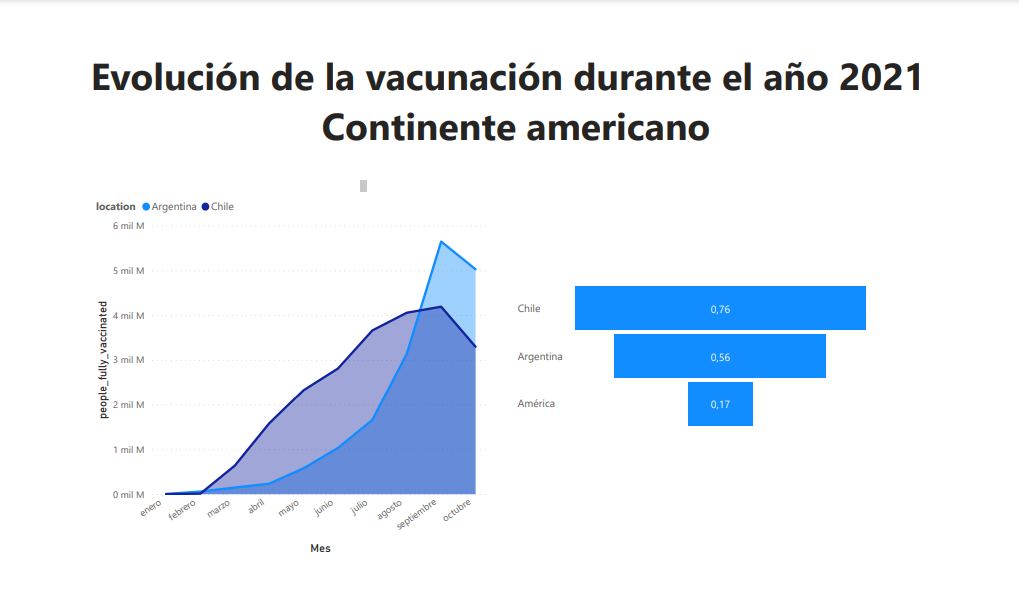 Evolución de la vacunación durante el año 2021
Continente americano
location Argentina Chile
6 mil M
5 mil M
4 mil M
3 mil M
2 mil M
1 mil M
0 mil M
people_fully_vaccinated
enero
febrero
marzo
abril
mayo
junio
julio
agosto
septiembre
octubre
Mes
Chile 0,76
Argentina 0,56
América 0,17